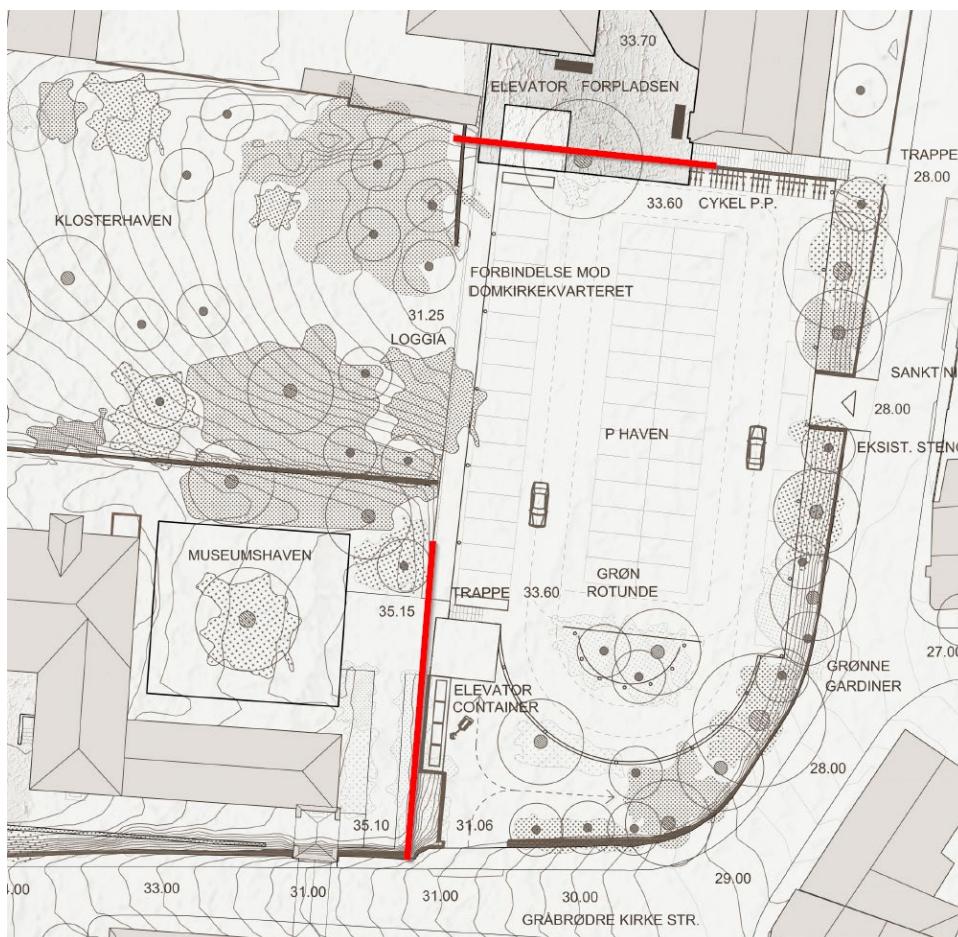 33.70
ELEVATOR FORPLADSEN
TRAPPE
28.00
33.60 CYKEL P.P.
KLOSTERHAVEN
FORBINDELSE MOD
DOMKIRKEKVARTERET
31.25
LOGGIA
SANKT
28.00
P HAVEN
EKSIST.
MUSEUMSHAVEN
GRØN
ROTUNDE
TRAPPE 33.60
35.15
27.00
GRØNNE
GARDINER
ELEVATOR
CONTAINER
28.00
35.10
31.06
33.00
31.00
31.00
30.00
29.00
GRÅBRØDRE KIRKE STR.